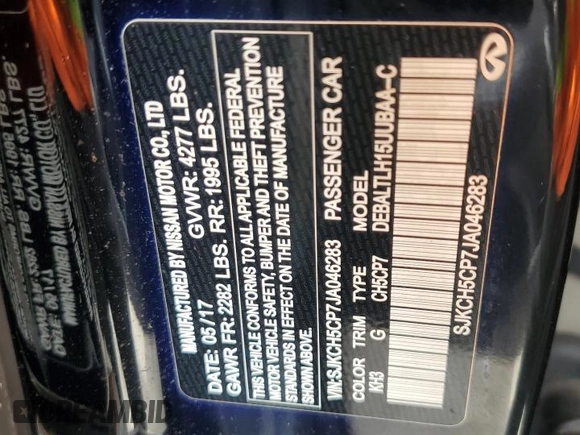 MANUFACTURED BY NISSAN MOTOR CO., LTD
DATE: 05/17 GVWR: 4277 LBS.
GAWR FR: 2282 LBS. RR: 1995 LBS.
THIS VEHICLE CONFORMS TO ALL APPLICABLE FEDERAL
MOTOR VEHICLE SAFETY, BUMPER AND THEFT PREVENTION
STANDARDS IN EFFECT ON THE DATE OF MANUFACTURE
SHOWN ABOVE.
VIN:SJKCH5CP7JA046283 PASSENGER CAR
COLOR TRIM TYPE MODEL
KH3 G CH5CP7 DEBALTLH15UUBAA-C
SJKCH5CP7JA046283